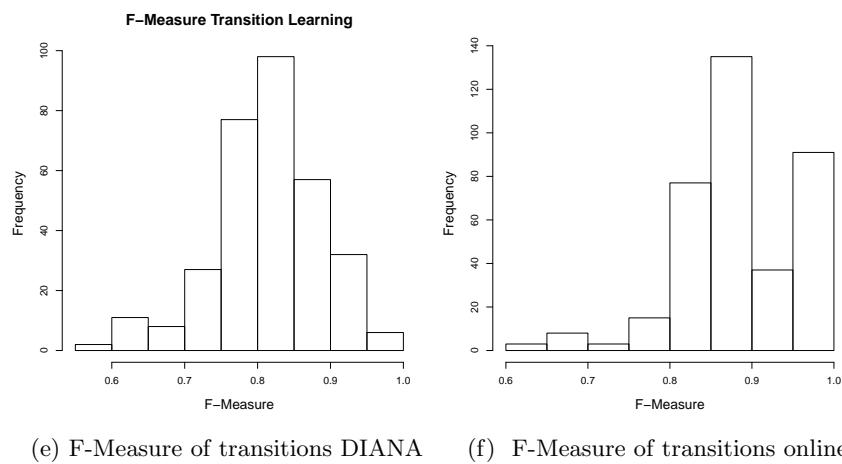 F−Measure Transition Learning
Frequency
0
20
40
60
80
100
0.6 0.7 0.8 0.9 1.0
F−Measure
(e) F-Measure of transitions DIANA
Frequency
0
20
40
60
80
100
120
140
0.6 0.7 0.8 0.9 1.0
F−Measure
(f) F-Measure of transitions online